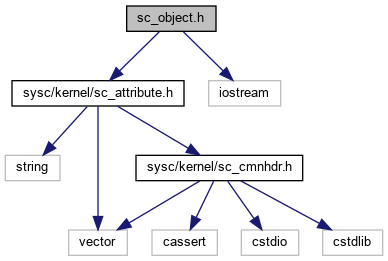 sc_object.h
sysc/kernel/sc_attribute.h
iostream
string
sysc/kernel/sc_cmnhdr.h
vector
cassert
cstdio
cstdlib